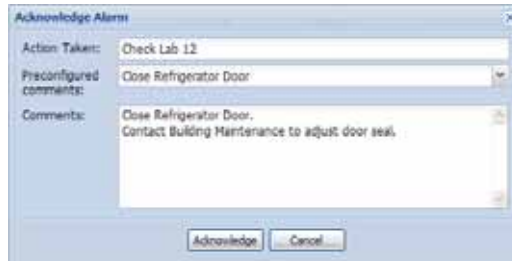 Acknowledge Alarm
Action Taken: Check Lab 12
Preconfigured comments: Close Refrigerator Door
Comments: Close Refrigerator Door.
Contact Building Maintenance to adjust door seal.
Acknowledge Cancel